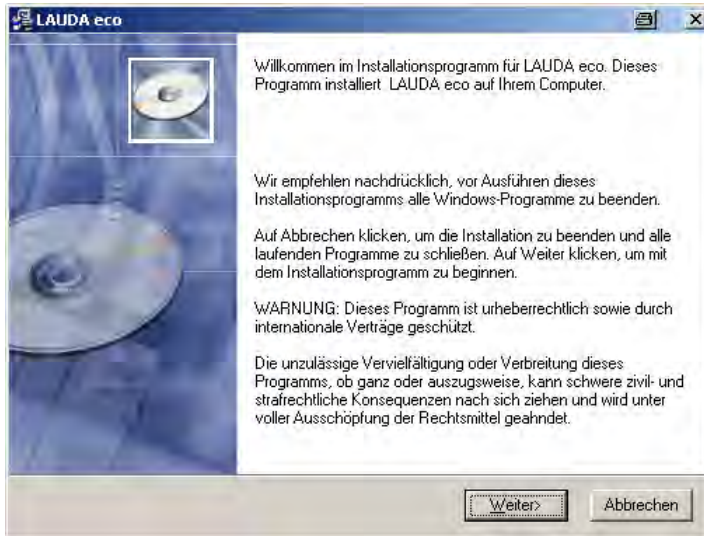 LAUDA eco
Willkommen im Installationsprogramm für LAUDA eco. Dieses
Programm installiert LAUDA eco auf Ihrem Computer.
Wir empfehlen nachdrücklich, vor Ausführen dieses
Installationsprogramms alle Windows-Programme zu beenden.
Auf Abbrechen klicken, um die Installation zu beenden und alle
laufenden Programme zu schließen. Auf Weiter klicken, um mit
dem Installationsprogramm zu beginnen.
WARNUNG: Dieses Programm ist urheberrechtlich sowie durch
internationale Verträge geschützt.
Die unzulässige Vervielfältigung oder Verbreitung dieses
Programms, ob ganz oder auszugsweise, kann schwere zivil- und
strafrechtliche Konsequenzen nach sich ziehen und wird unter
voller Ausschöpfung der Rechtsmittel geahndet.
Weiter>
Abbrechen